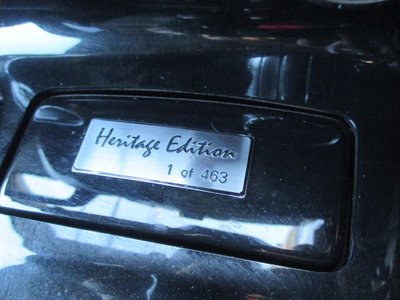 Heritage Edition
1 of 463